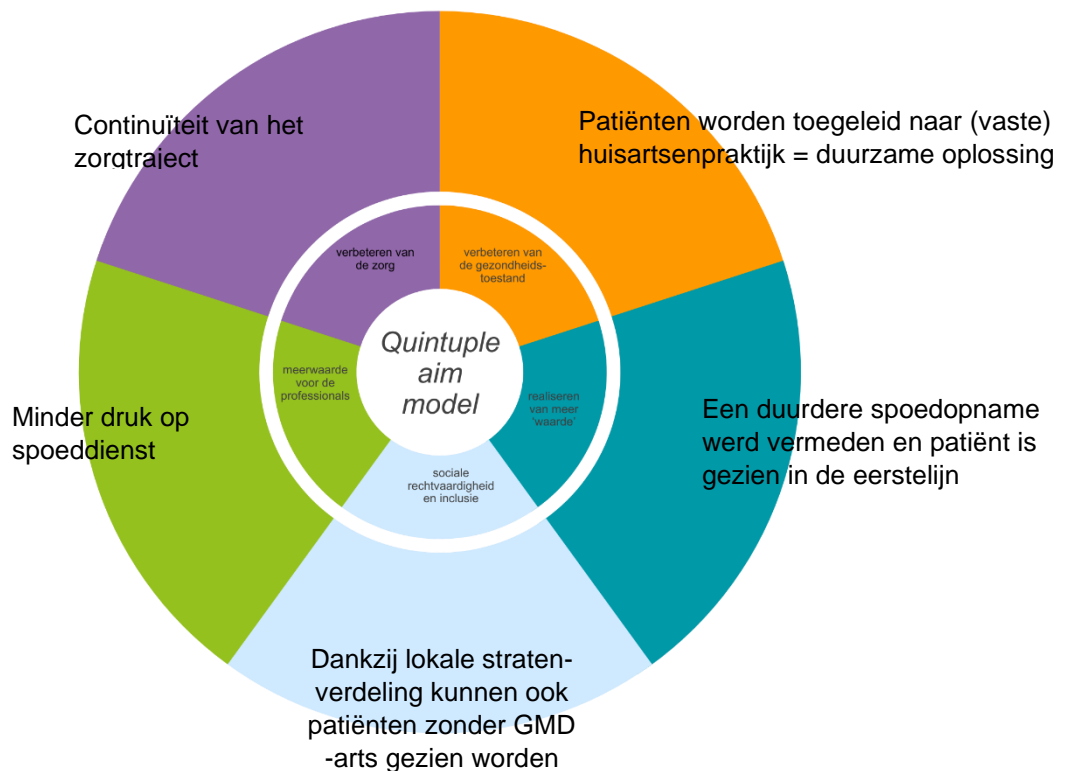 Continuïteit van het
zorgtraject
Patiënten worden toegeleid naar (vaste)
huisartsenpraktijk = duurzame oplossing
verbeteren van
de zorg
verbeteren van
de gezondheids-
toestand
Quintuple
aim
model
meerwaarde
voor de
professionals
realiseren
van meer
'waarde'
sociale
rechtvaardigheid
en inclusie
Minder druk op
spoeddienst
Een duurdere spoedopname
werd vermeden en patiënt is
gezien in de eerstelijn
Dankzij lokale straten-
verdeling kunnen ook
patiënten zonder GMD
-arts gezien worden